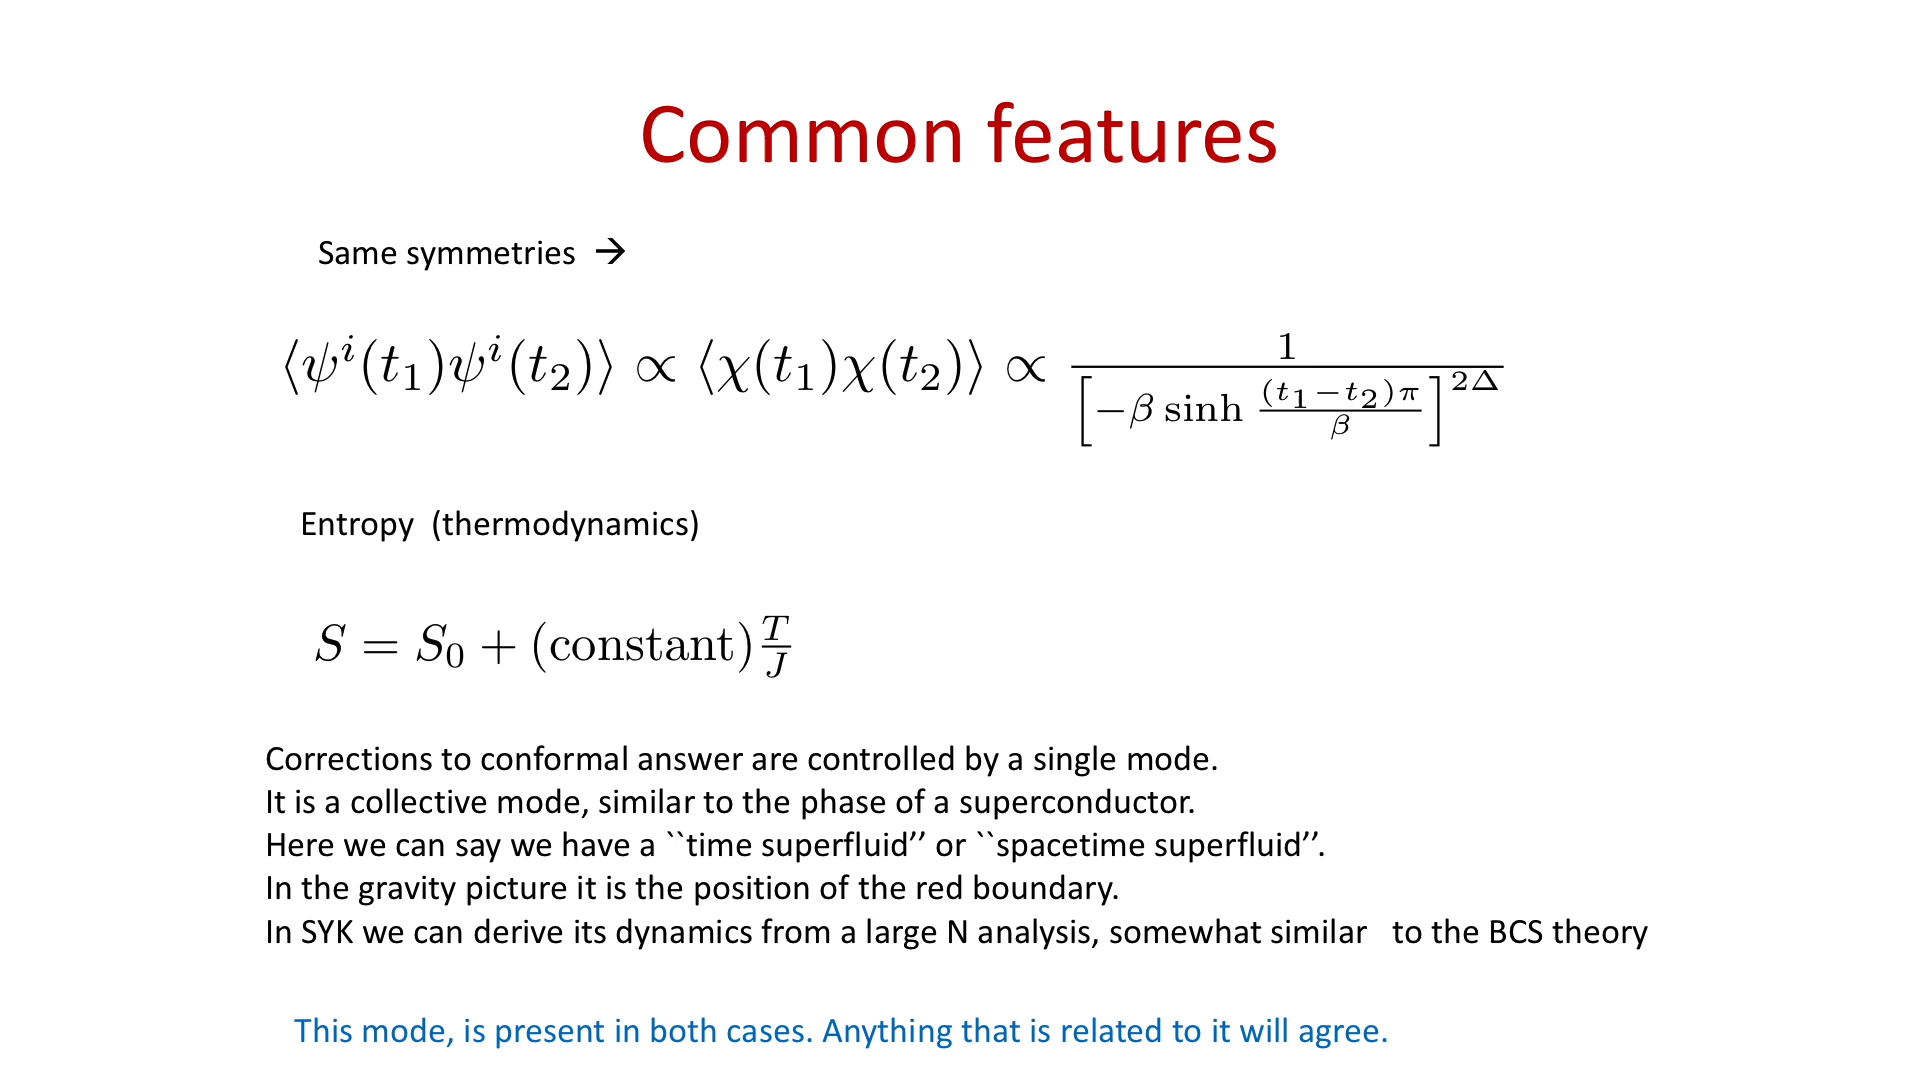 Common features
Same symmetries →
⟨ψ^i(t_1)ψ^i(t_2)⟩ ∝ ⟨χ(t_1)χ(t_2)⟩ ∝ \frac{1}{[−β sinh \frac{(t_1−t_2)π}{β}]^{2Δ}}
Entropy (thermodynamics)
S = S_0 + (constant)\frac{T}{J}
Corrections to conformal answer are controlled by a single mode.
It is a collective mode, similar to the phase of a superconductor.
Here we can say we have a ``time superfluid’’ or ``spacetime superfluid’’.
In the gravity picture it is the position of the red boundary.
In SYK we can derive its dynamics from a large N analysis, somewhat similar to the BCS theory
This mode, is present in both cases. Anything that is related to it will agree.